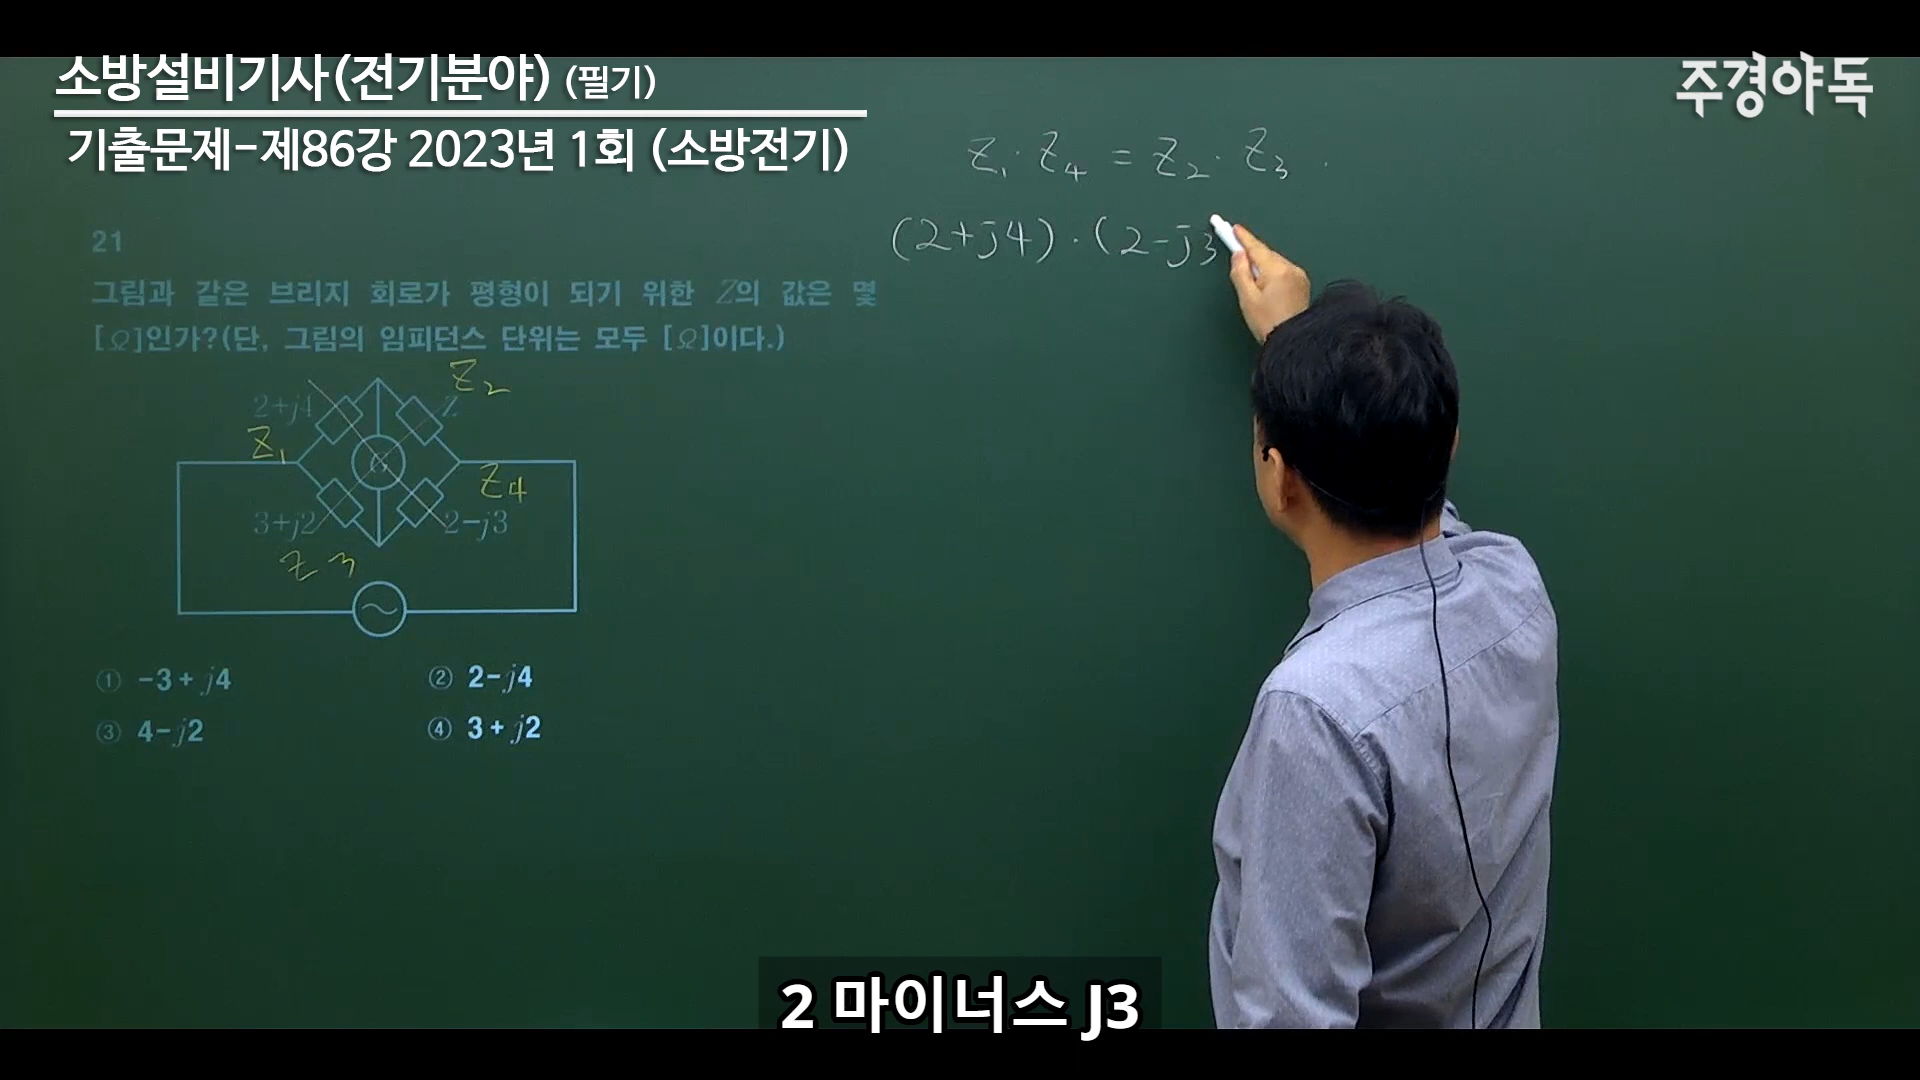 소방설비기사(전기분야) (필기)
기출문제-제86강 2023년 1회 (소방전기)
주경야독
Z₁ · Z₄ = Z₂ · Z₃
(2+j4) · (2-j3
21
그림과 같은 브리지 회로가 평형이 되기 위한 Z의 값은 몇
[Ω]인가?(단, 그림의 임피던스 단위는 모두 [Ω]이다.)
Z₂
2+j4
Z
Z₁
G
Z₄
3+j2
2-j3
Z₃
① -3+j4
② 2-j4
③ 4-j2
④ 3+j2
2 마이너스 J3